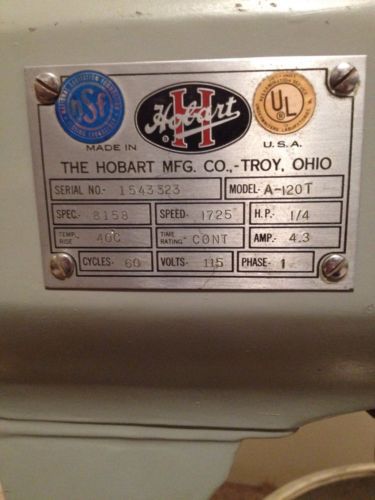 NSF
Hobart
H
®
UL
®
MADE IN U.S.A.
THE HOBART MFG. CO.,-TROY, OHIO
SERIAL NO.- 1543323 MODEL- A-120T
SPEC.- 8158 SPEED.- 1725 H.P.- 1/4
TEMP. RISE 40C TIME RATING- CONT AMP.- 4.3
CYCLES- 60 VOLTS- 115 PHASE- 1